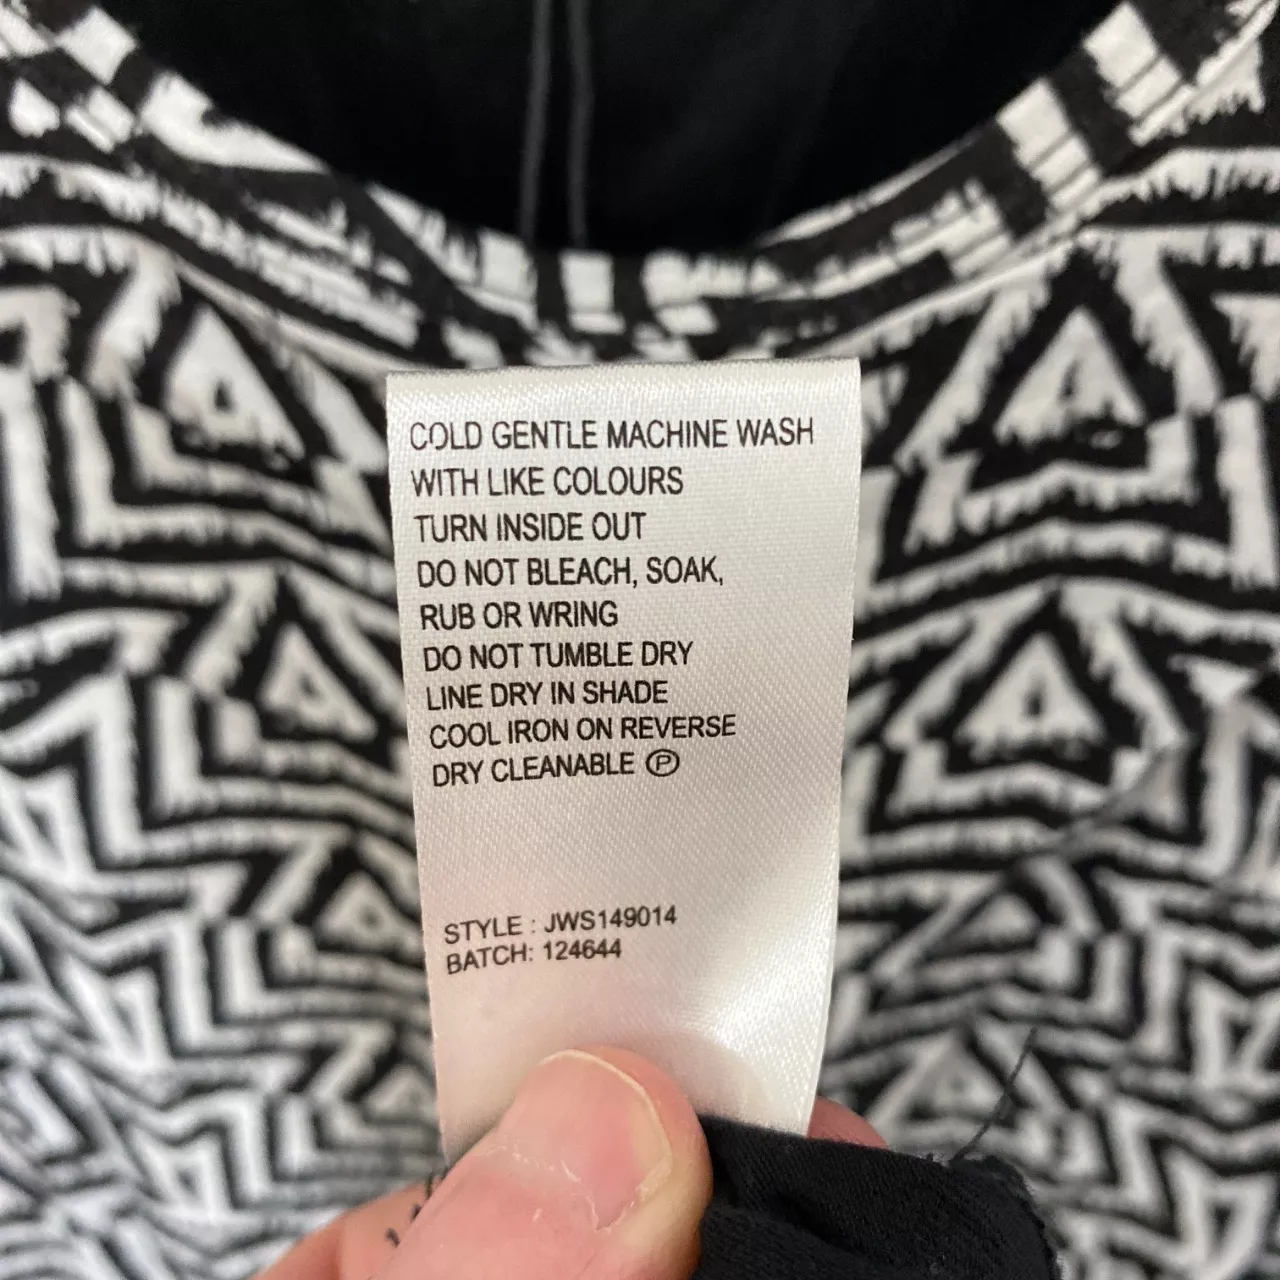 COLD GENTLE MACHINE WASH
WITH LIKE COLOURS
TURN INSIDE OUT
DO NOT BLEACH, SOAK,
RUB OR WRING
DO NOT TUMBLE DRY
LINE DRY IN SHADE
COOL IRON ON REVERSE
DRY CLEANABLE Ⓟ
STYLE : JWS149014
BATCH: 124644